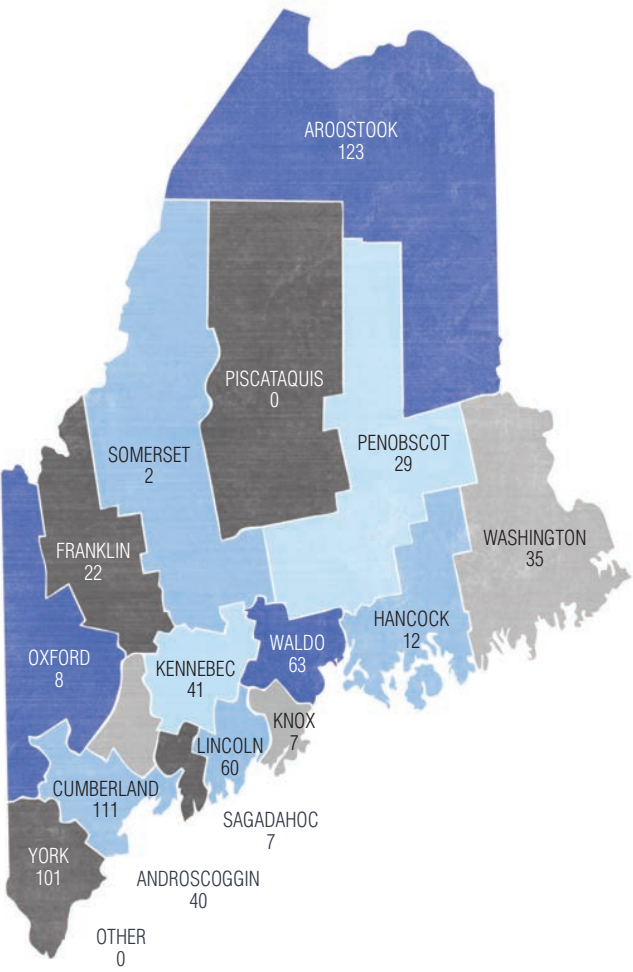 AROOSTOOK
123
PISCATAQUIS
0
SOMERSET
2
PENOBSCOT
29
FRANKLIN
22
WASHINGTON
35
HANCOCK
12
OXFORD
8
WALDO
63
KENNEBEC
41
KNOX
7
LINCOLN
60
CUMBERLAND
111
SAGADAHOC
7
YORK
101
ANDROSCOGGIN
40
OTHER
0